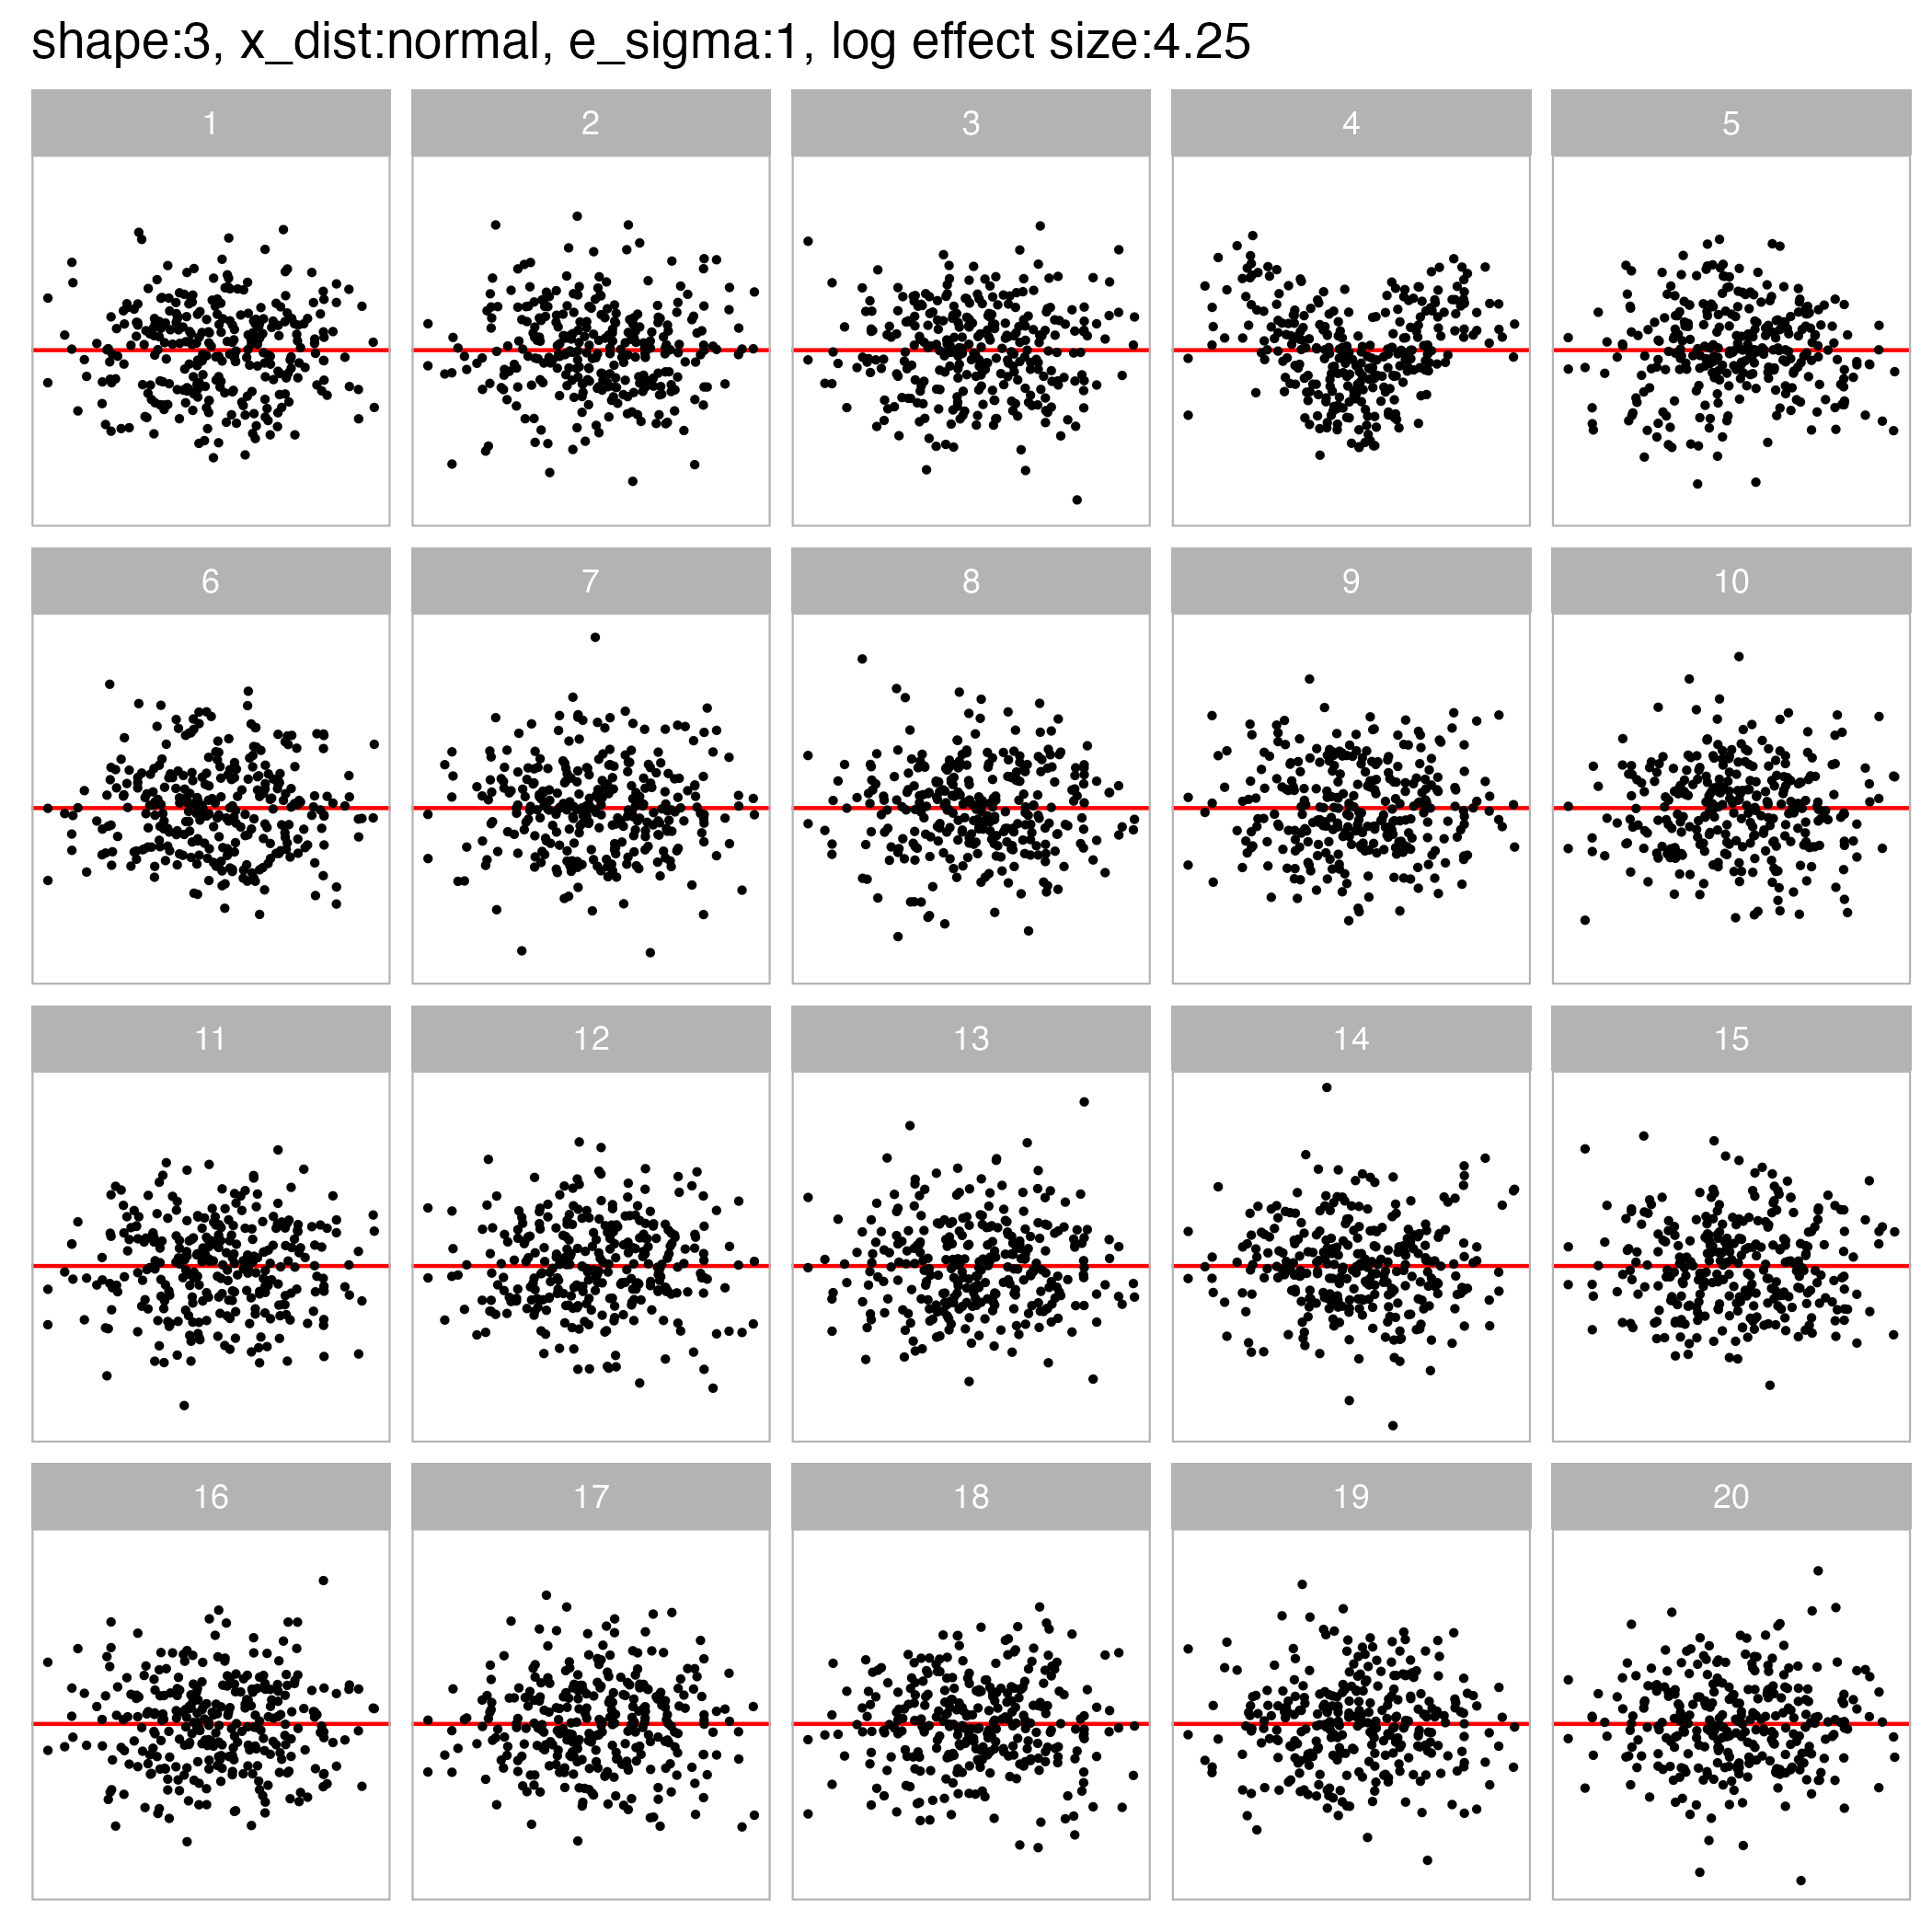 shape:3, x_dist:normal, e_sigma:1, log effect size:4.25
1 2 3 4 5
6 7 8 9 10
11 12 13 14 15
16 17 18 19 20